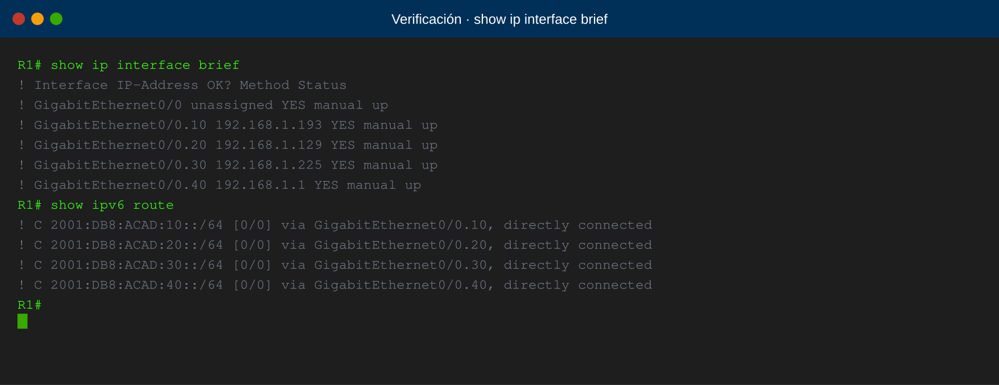 Verificación · show ip interface brief
R1# show ip interface brief
! Interface IP-Address OK? Method Status
! GigabitEthernet0/0 unassigned YES manual up
! GigabitEthernet0/0.10 192.168.1.193 YES manual up
! GigabitEthernet0/0.20 192.168.1.129 YES manual up
! GigabitEthernet0/0.30 192.168.1.225 YES manual up
! GigabitEthernet0/0.40 192.168.1.1 YES manual up
R1# show ipv6 route
! C 2001:DB8:ACAD:10::/64 [0/0] via GigabitEthernet0/0.10, directly connected
! C 2001:DB8:ACAD:20::/64 [0/0] via GigabitEthernet0/0.20, directly connected
! C 2001:DB8:ACAD:30::/64 [0/0] via GigabitEthernet0/0.30, directly connected
! C 2001:DB8:ACAD:40::/64 [0/0] via GigabitEthernet0/0.40, directly connected
R1#